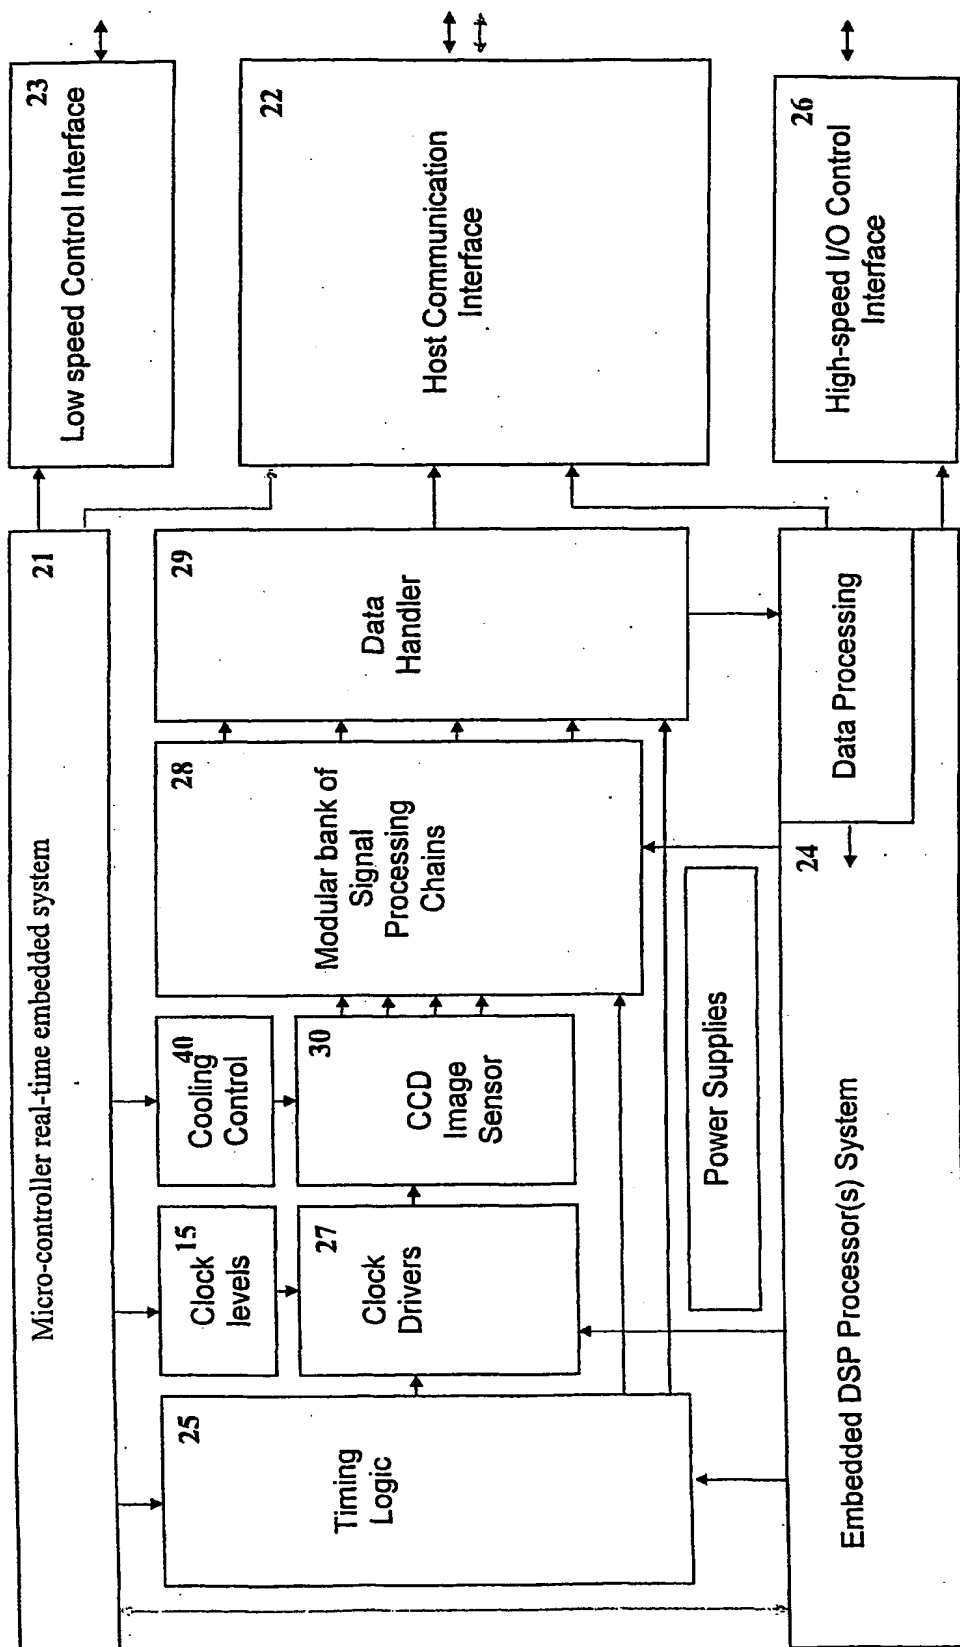 Micro-controller real-time embedded system
21
Low speed Control Interface
23
Timing
Logic
25
Clock
levels
15
Cooling
Control
40
Clock
Drivers
27
CCD
Image
Sensor
30
Modular bank of
Signal
Processing
Chains
28
Data
Handler
29
Host Communication
Interface
22
Power Supplies
Embedded DSP Processor(s) System
24
Data Processing
High-speed I/O Control
Interface
26